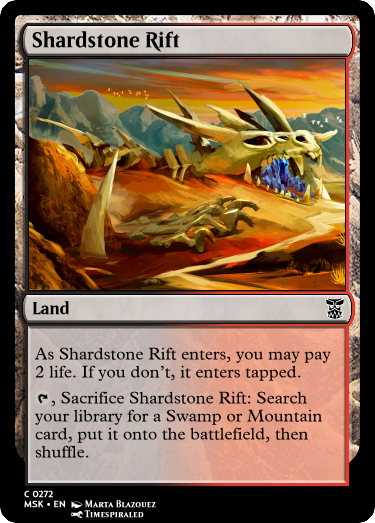 Shardstone Rift
Land
As Shardstone Rift enters, you may pay
2 life. If you don't, it enters tapped.
, Sacrifice Shardstone Rift: Search
your library for a Swamp or Mountain
card, put it onto the battlefield, then
shuffle.
C 0272
MSK • EN Marta Blazquez
Timespiraled